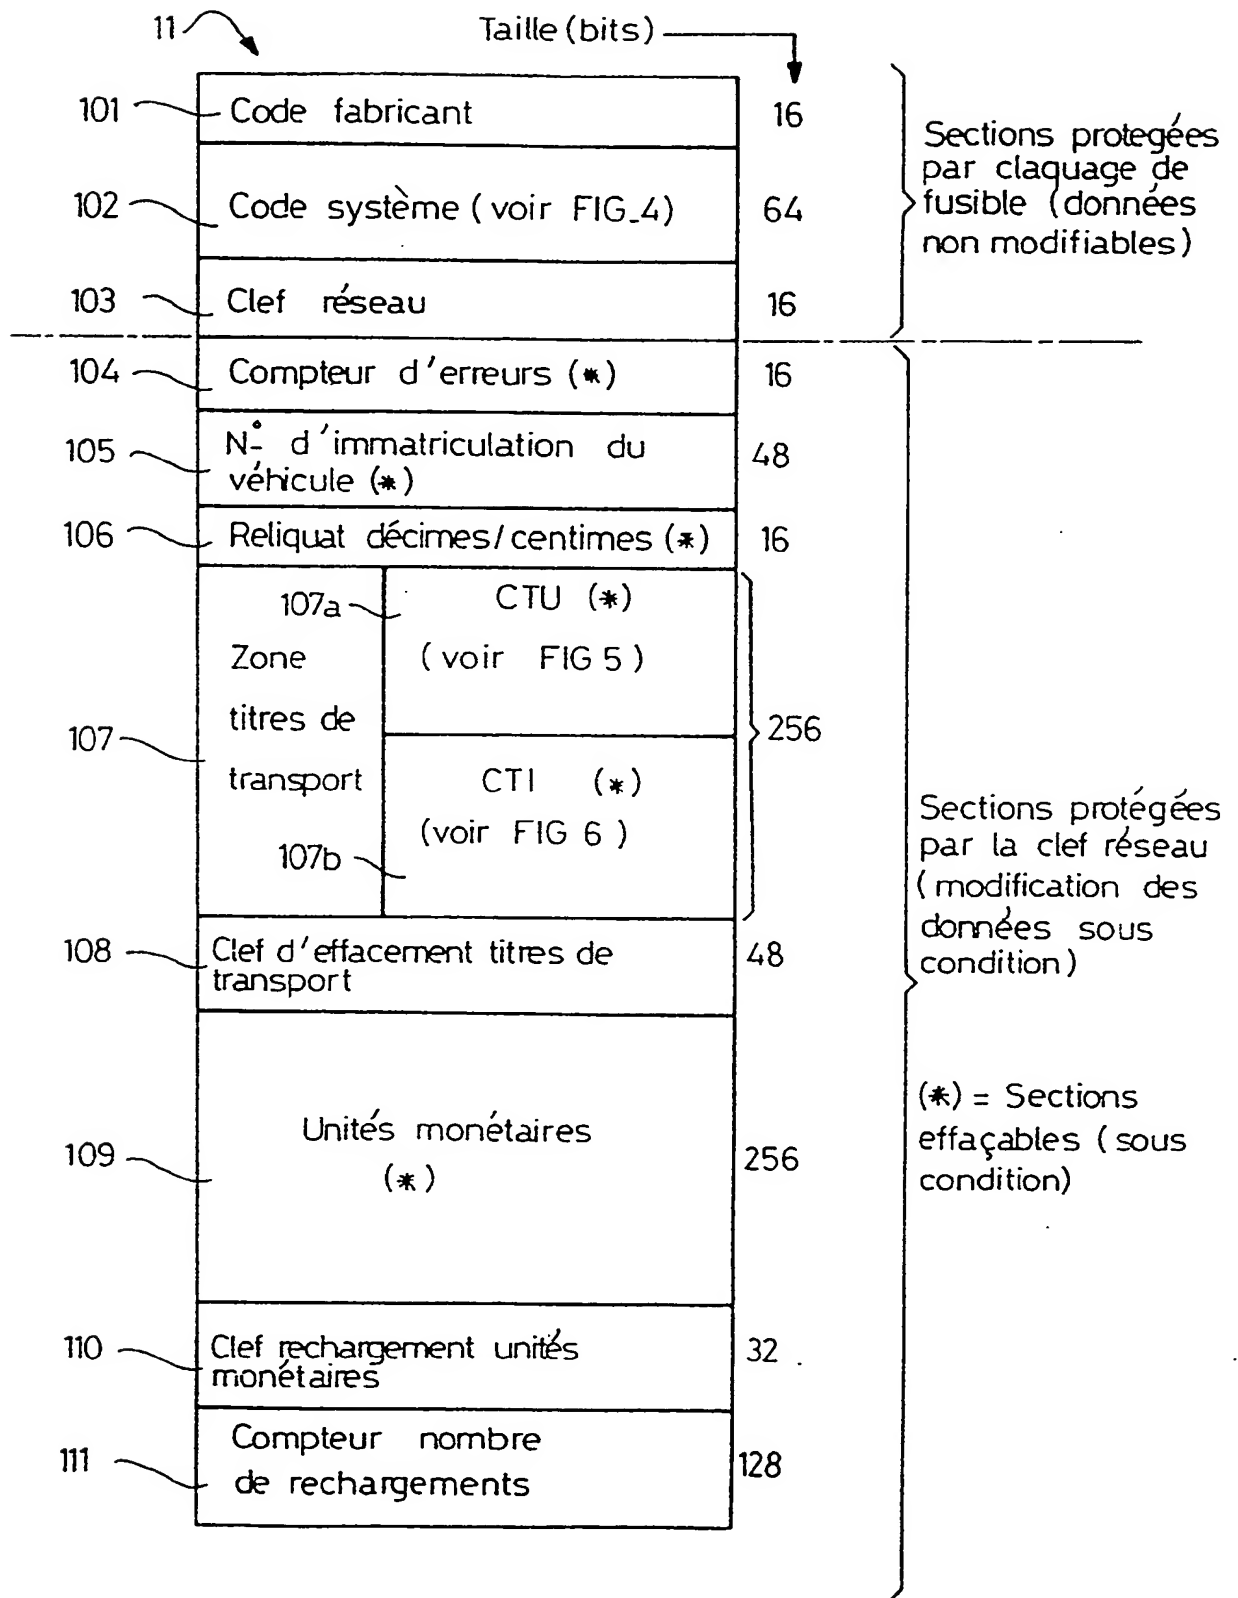 11
Taille (bits)
101
Code fabricant
16
102
Code système (voir FIG_4)
64
103
Clef réseau
16
Sections protegées
par claquage de
fusible (données
non modifiables)
104
Compteur d'erreurs (*)
16
105
N° d'immatriculation du
véhicule (*)
48
106
Reliquat décimes/centimes (*)
16
107
Zone
titres de
transport
107a
CTU (*)
(voir FIG 5)
107b
CTI (*)
(voir FIG 6)
256
108
Clef d'effacement titres de
transport
48
109
Unités monétaires
(*)
256
110
Clef rechargement unités
monétaires
32
111
Compteur nombre
de rechargements
128
Sections protégées
par la clef réseau
(modification des
données sous
condition)
(*) = Sections
effaçables (sous
condition)